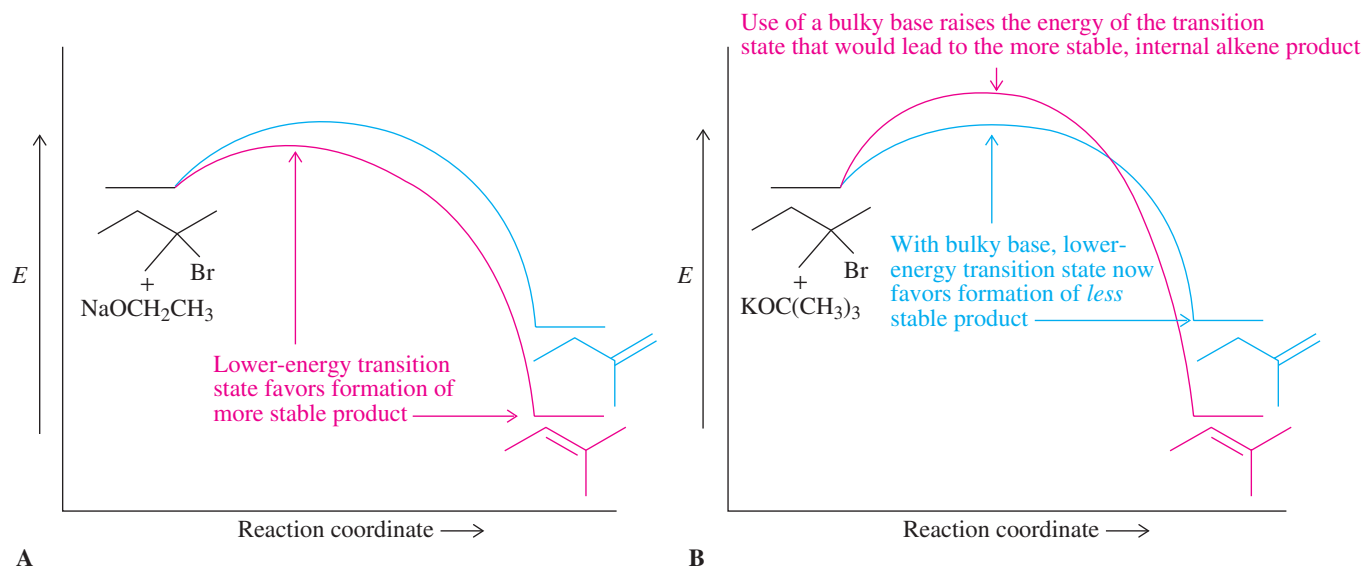 E
Br
+
NaOCH₂CH₃
Lower-energy transition
state favors formation of
more stable product
Reaction coordinate
A
Use of a bulky base raises the energy of the transition
state that would lead to the more stable, internal alkene product
E
Br
+
KOC(CH₃)₃
With bulky base, lower-
energy transition state now
favors formation of less
stable product
Reaction coordinate
B